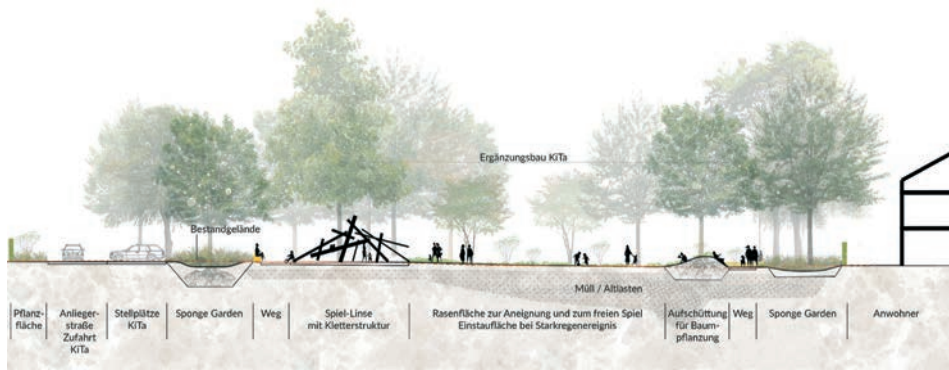 Ergänzungsbau KiTa
Bestandgelände
Müll / Altlasten
Pflanz-
fläche
Anlieger-
straße
Zufahrt
KiTa
Stellplätze
KiTa
Sponge Garden
Weg
Spiel-Linse
mit Kletterstruktur
Rasenfläche zur Aneignung und zum freien Spiel
Einstaufläche bei Starkregenereignis
Aufschüttung
für Baum-
pflanzung
Weg
Sponge Garden
Anwohner